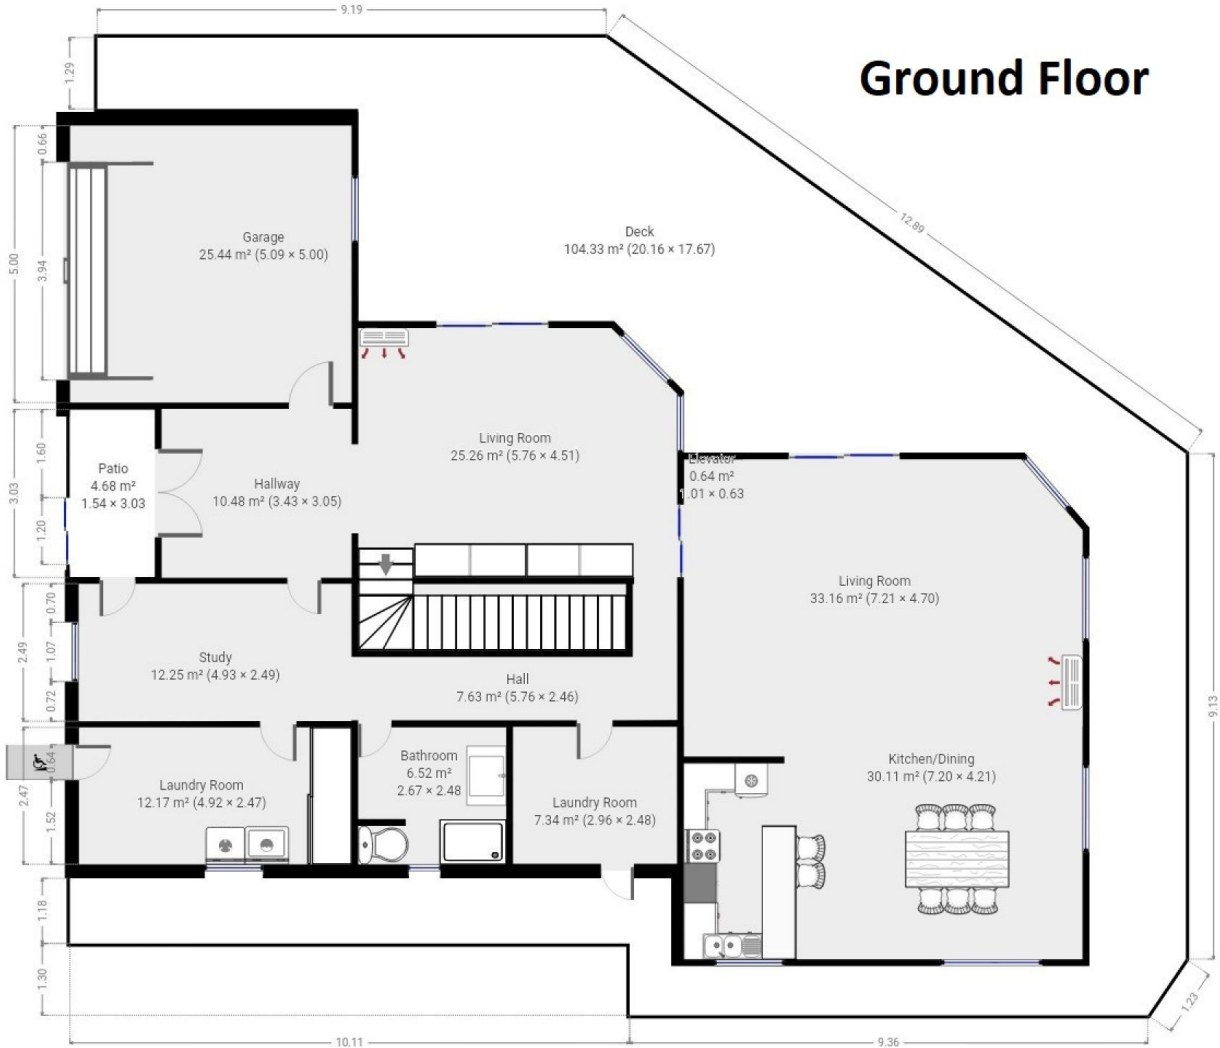 9.19
Ground Floor
1.29
12.89
0.66
5.00
3.94
Garage
25.44 m² (5.09 × 5.00)
Deck
104.33 m² (20.16 × 17.67)
3.03
1.60
1.20
Patio
4.68 m²
1.54 × 3.03
Hallway
10.48 m² (3.43 × 3.05)
Living Room
25.26 m² (5.76 × 4.51)
Elevator
0.64 m²
1.01 × 0.63
Living Room
33.16 m² (7.21 × 4.70)
2.49
0.70
1.07
0.72
Study
12.25 m² (4.93 × 2.49)
Hall
7.63 m² (5.76 × 2.46)
9.13
2.47
0.64
1.52
Laundry Room
12.17 m² (4.92 × 2.47)
Bathroom
6.52 m²
2.67 × 2.48
Laundry Room
7.34 m² (2.96 × 2.48)
Kitchen/Dining
30.11 m² (7.20 × 4.21)
1.18
1.30
1.23
10.11
9.36